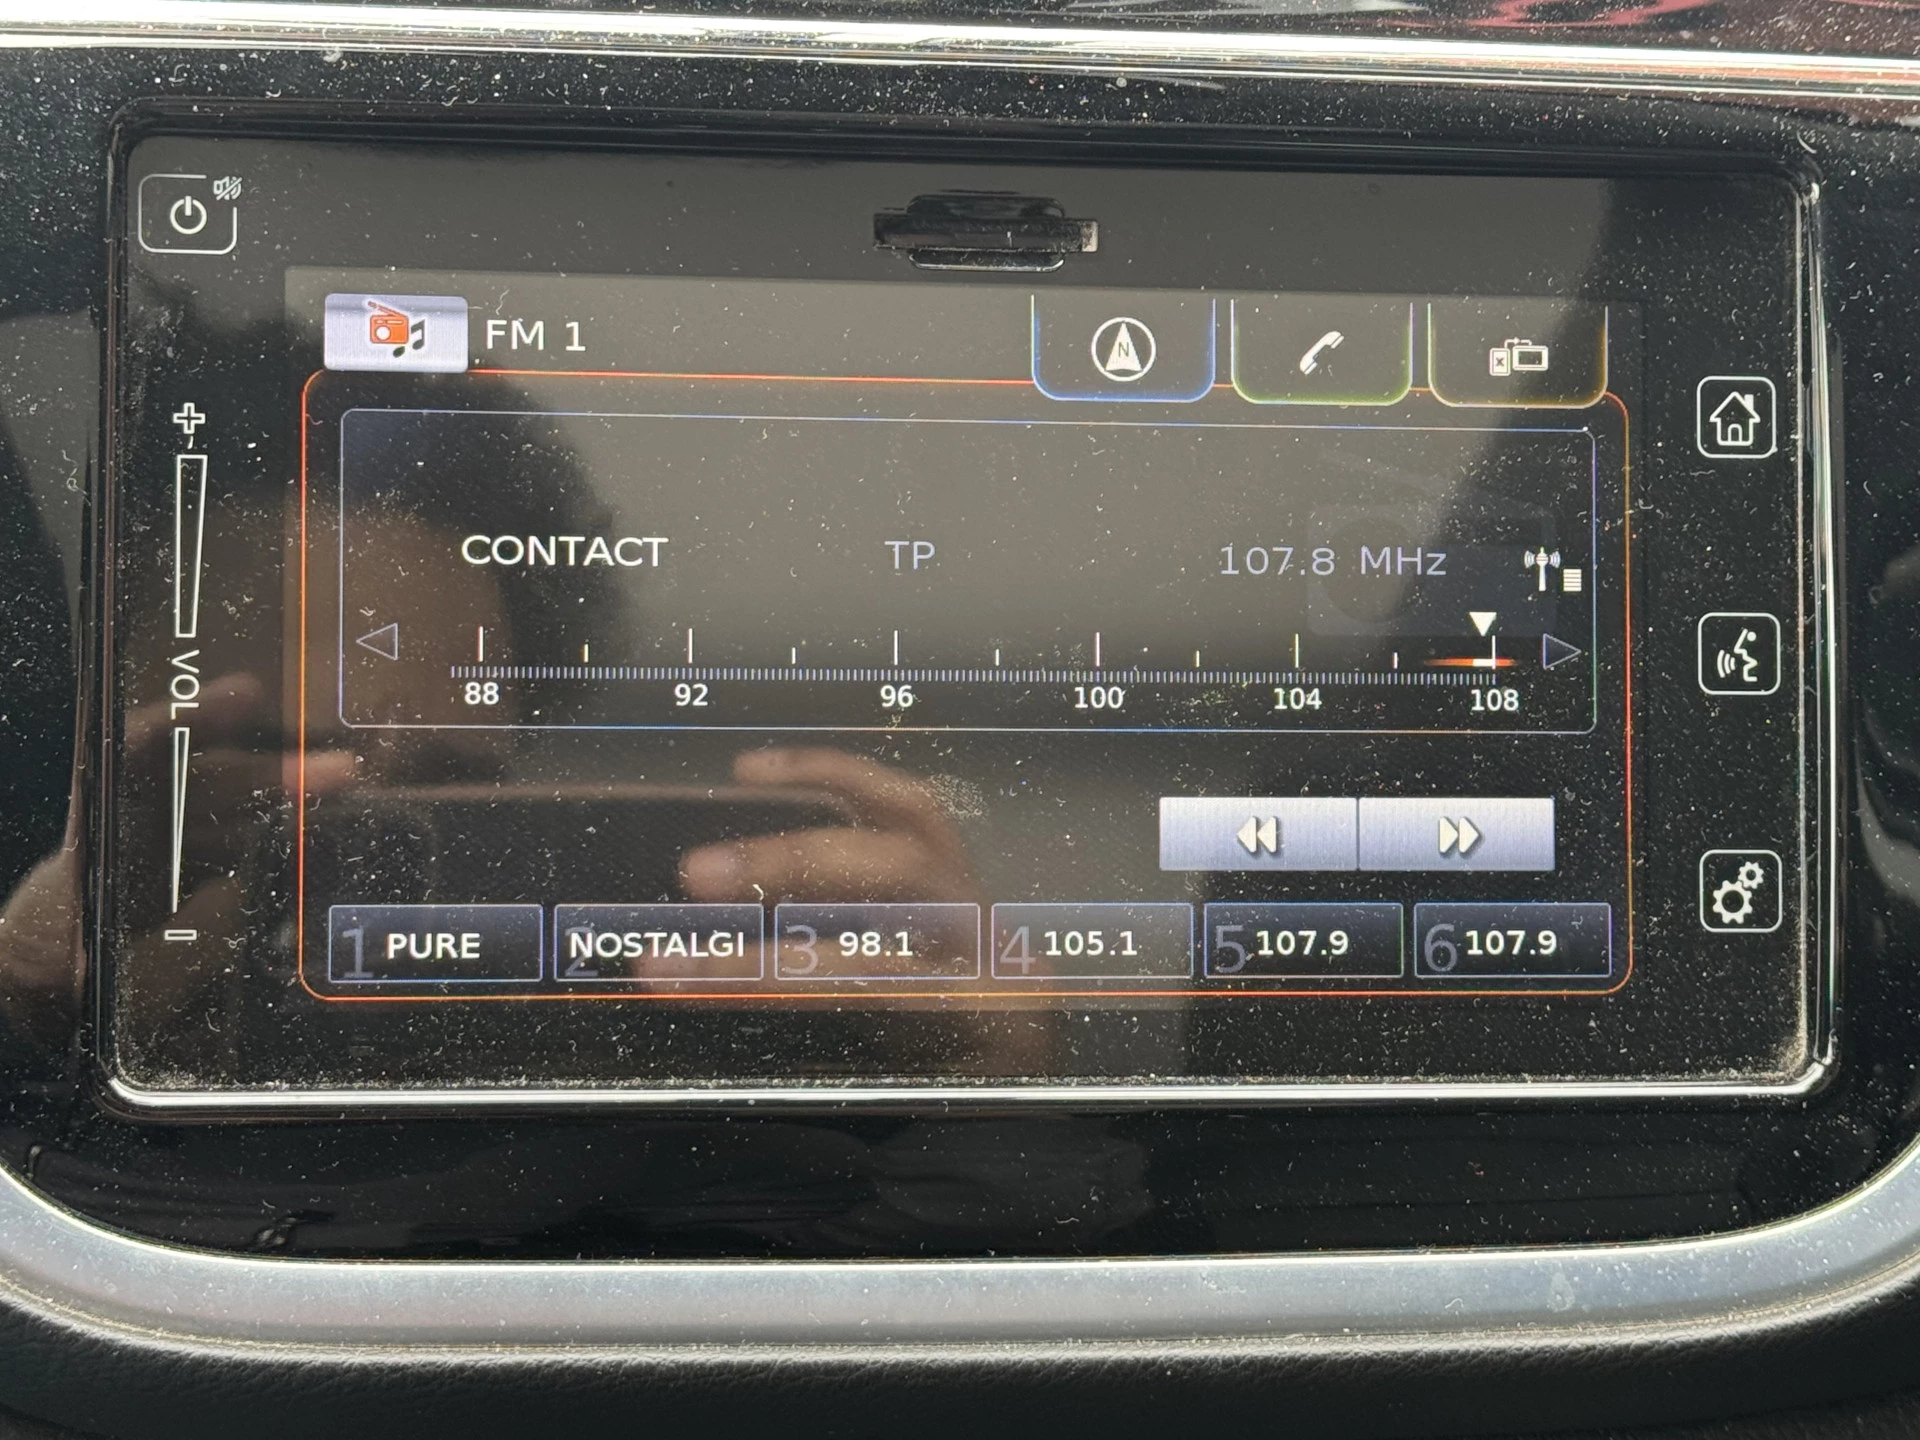 FM 1
N
CONTACT TP 107.8 MHz
88 92 96 100 104 108
VOL
1 PURE 2 NOSTALGI 3 98.1 4 105.1 5 107.9 6 107.9